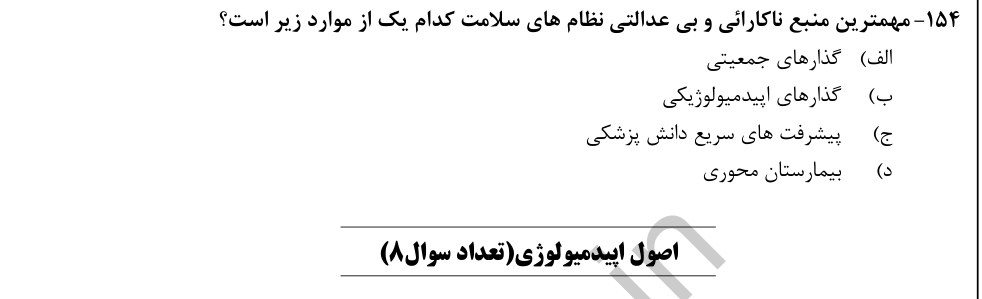 ۱۵۴- مهمترین منبع ناکارائی و بی عدالتی نظام های سلامت کدام یک از موارد زیر است؟
الف) گذارهای جمعیتی
ب) گذارهای اپیدمیولوژیکی
ج) پیشرفت های سریع دانش پزشکی
د) بیمارستان محوری
اصول اپیدمیولوژی(تعداد سوال۸)
in